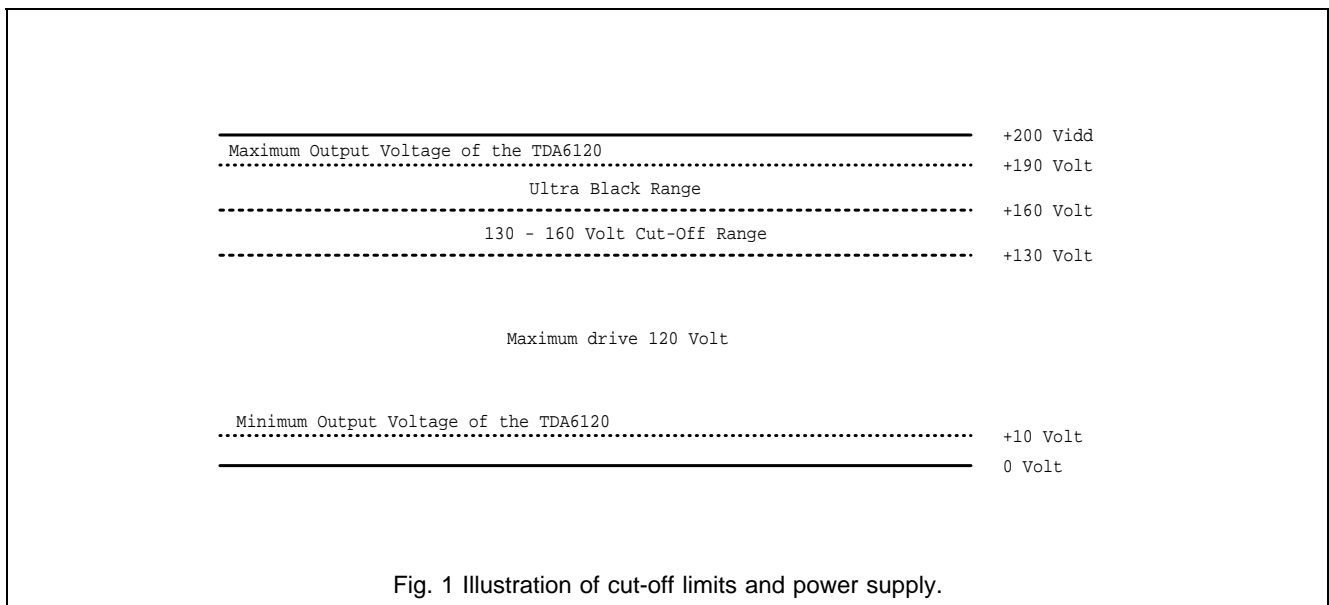 +200 Vidd
Maximum Output Voltage of the TDA6120
+190 Volt
Ultra Black Range
+160 Volt
130 - 160 Volt Cut-Off Range
+130 Volt
Maximum drive 120 Volt
Minimum Output Voltage of the TDA6120
+10 Volt
0 Volt
Fig. 1 Illustration of cut-off limits and power supply.